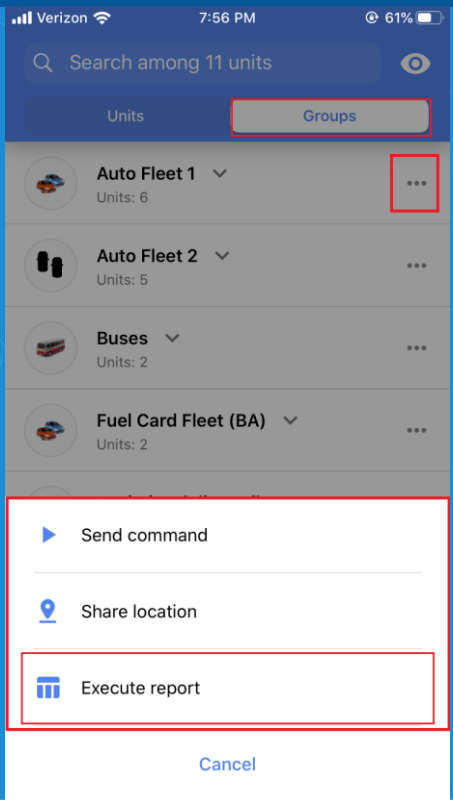 Verizon 7:56 PM 61%
Search among 11 units
Units Groups
Auto Fleet 1
Units: 6
Auto Fleet 2
Units: 5
Buses
Units: 2
Fuel Card Fleet (BA)
Units: 2
Send command
Share location
Execute report
Cancel